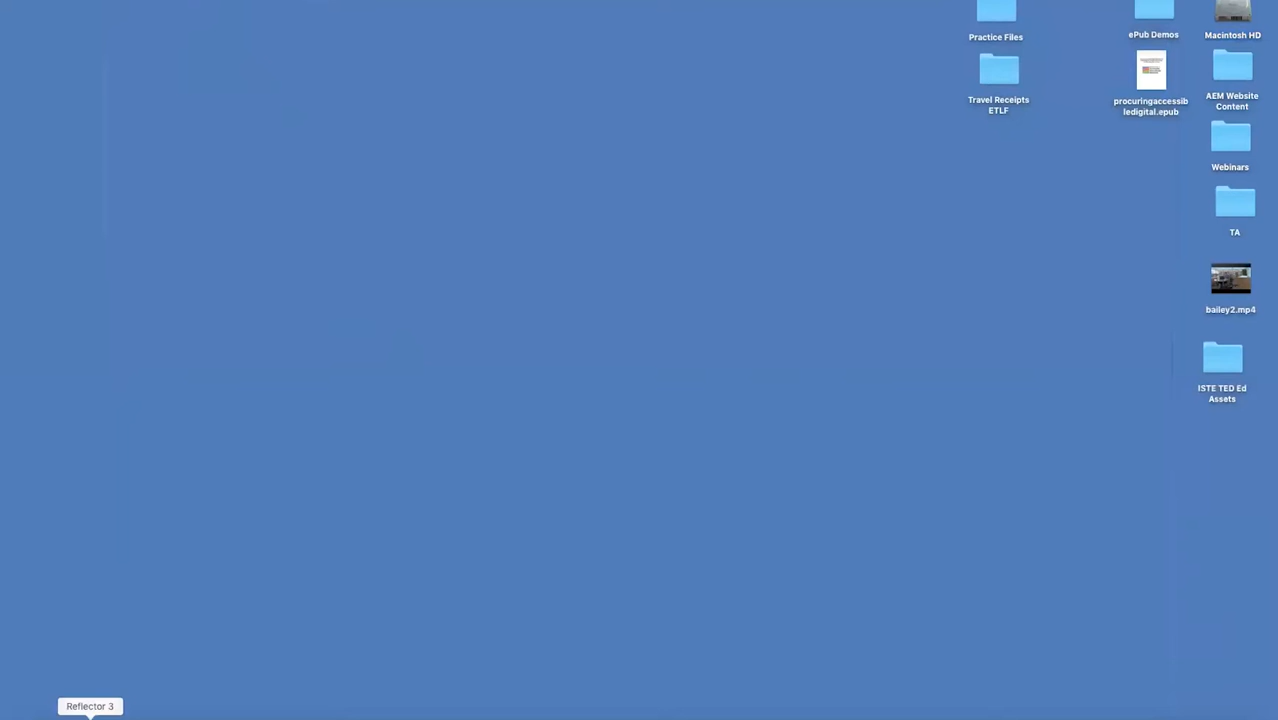 Practice Files
ePub Demos
Macintosh HD
Travel Receipts
ETLF
procuringaccessib
ledigital.epub
AEM Website
Content
Webinars
TA
bailey2.mp4
ISTE TED Ed
Assets
Reflector 3